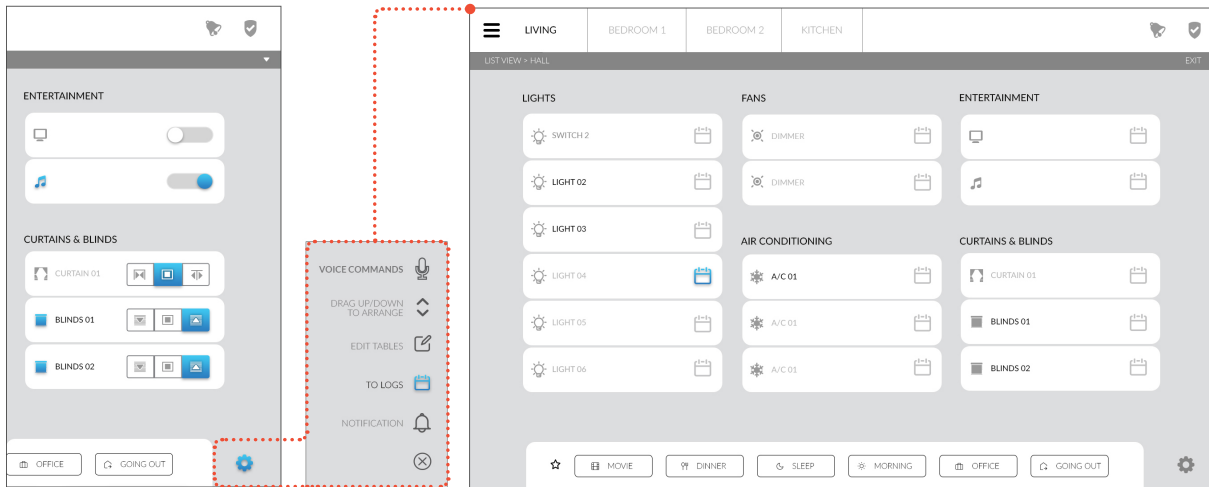 ENTERTAINMENT
CURTAINS & BLINDS
CURTAIN 01
BLINDS 01
BLINDS 02
OFFICE
GOING OUT
VOICE COMMANDS
DRAG UP/DOWN
TO ARRANGE
EDIT TABLES
TO LOGS
NOTIFICATION
LIVING
BEDROOM 1
BEDROOM 2
KITCHEN
LIST VIEW > HALL
EXIT
LIGHTS
SWITCH 2
LIGHT 02
LIGHT 03
LIGHT 04
LIGHT 05
LIGHT 06
FANS
DIMMER
DIMMER
AIR CONDITIONING
A/C 01
A/C 01
A/C 01
ENTERTAINMENT
CURTAINS & BLINDS
CURTAIN 01
BLINDS 01
BLINDS 02
MOVIE
DINNER
SLEEP
MORNING
OFFICE
GOING OUT